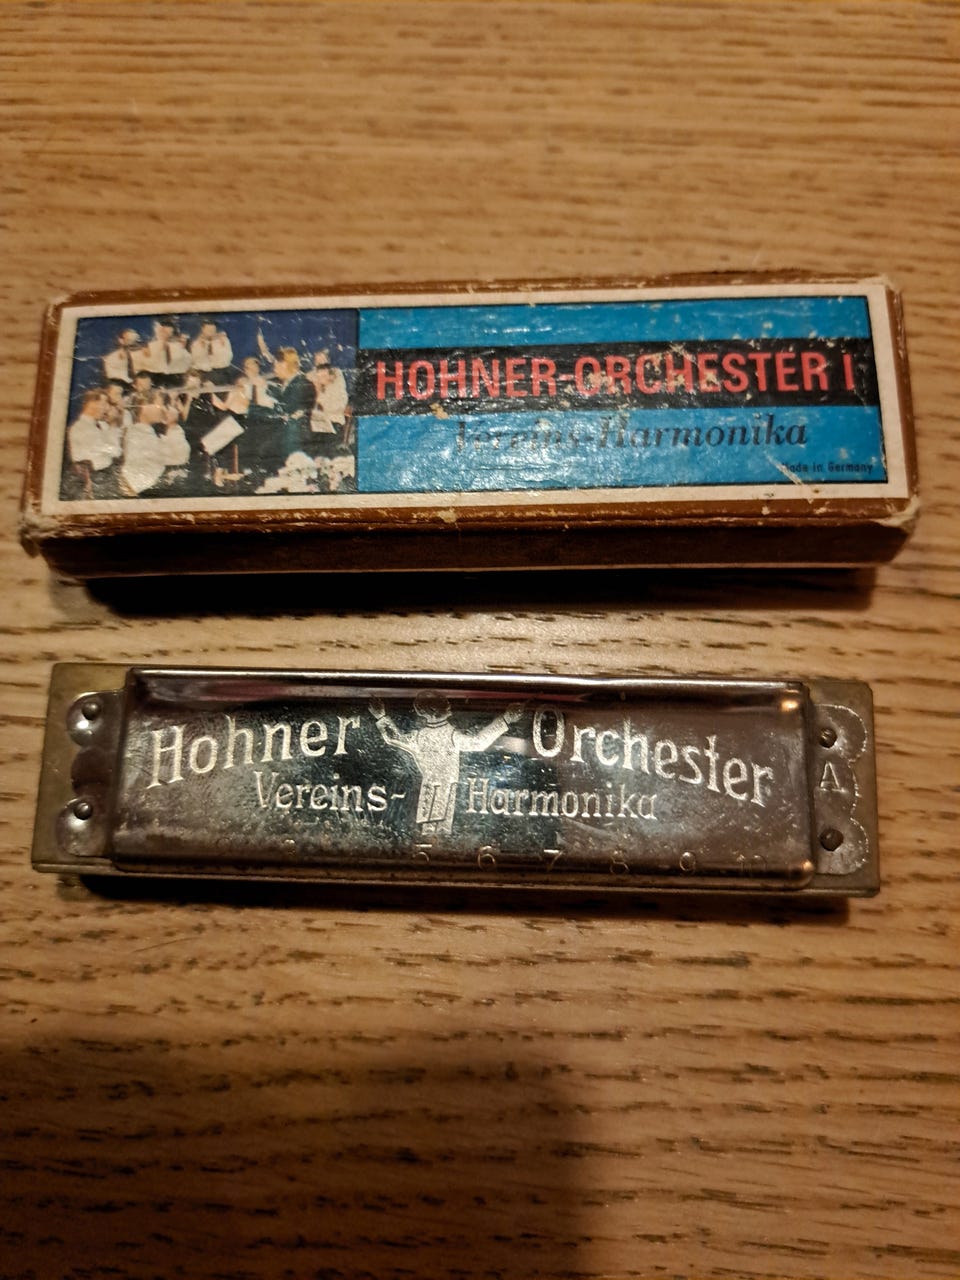 HOHNER-ORCHESTER I
Vereins-Harmonika
Made in Germany
Hohner Orchester
Vereins- Harmonika
A
5 6 7 8 9 10